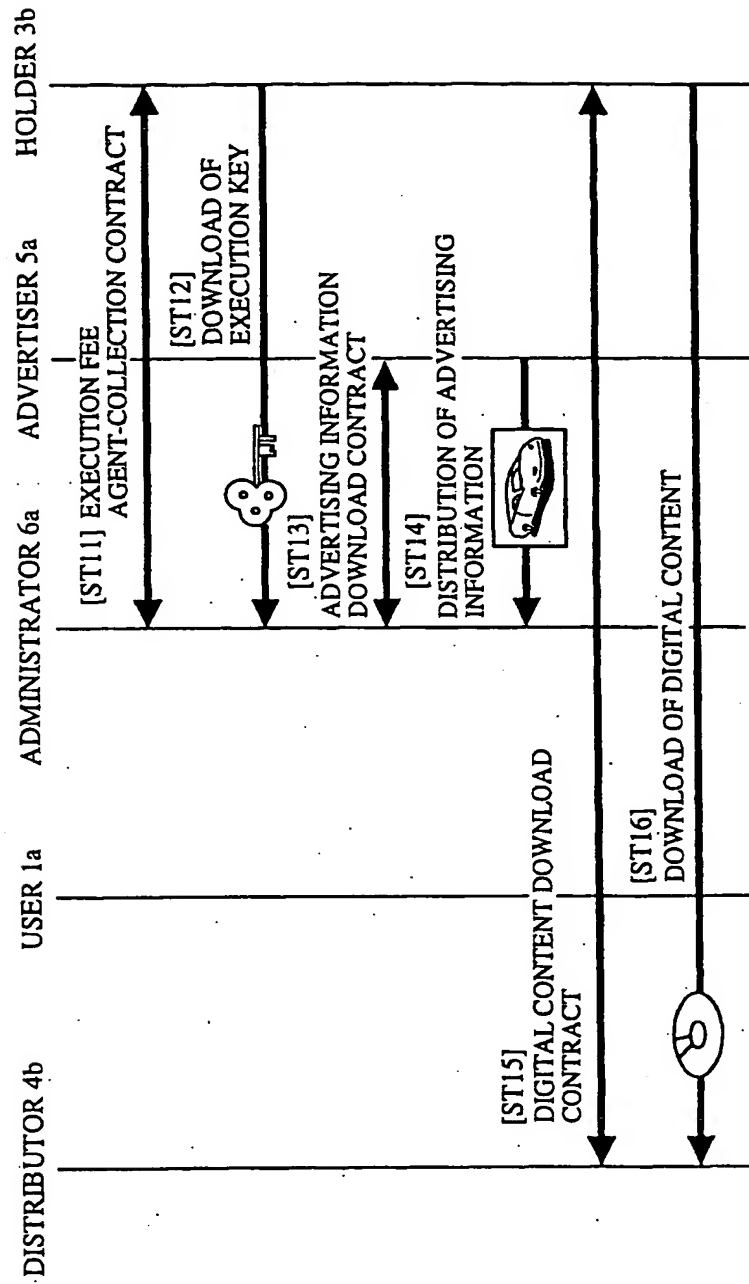 DISTRIBUTOR 4b
USER 1a
ADMINISTRATOR 6a
ADVERTISER 5a
HOLDER 3b
[ST11] EXECUTION FEE
AGENT-COLLECTION CONTRACT
[ST12]
DOWNLOAD OF
EXECUTION KEY
[ST13]
ADVERTISING INFORMATION
DOWNLOAD CONTRACT
[ST14]
DISTRIBUTION OF ADVERTISING
INFORMATION
[ST15]
DIGITAL CONTENT DOWNLOAD
CONTRACT
[ST16]
DOWNLOAD OF DIGITAL CONTENT